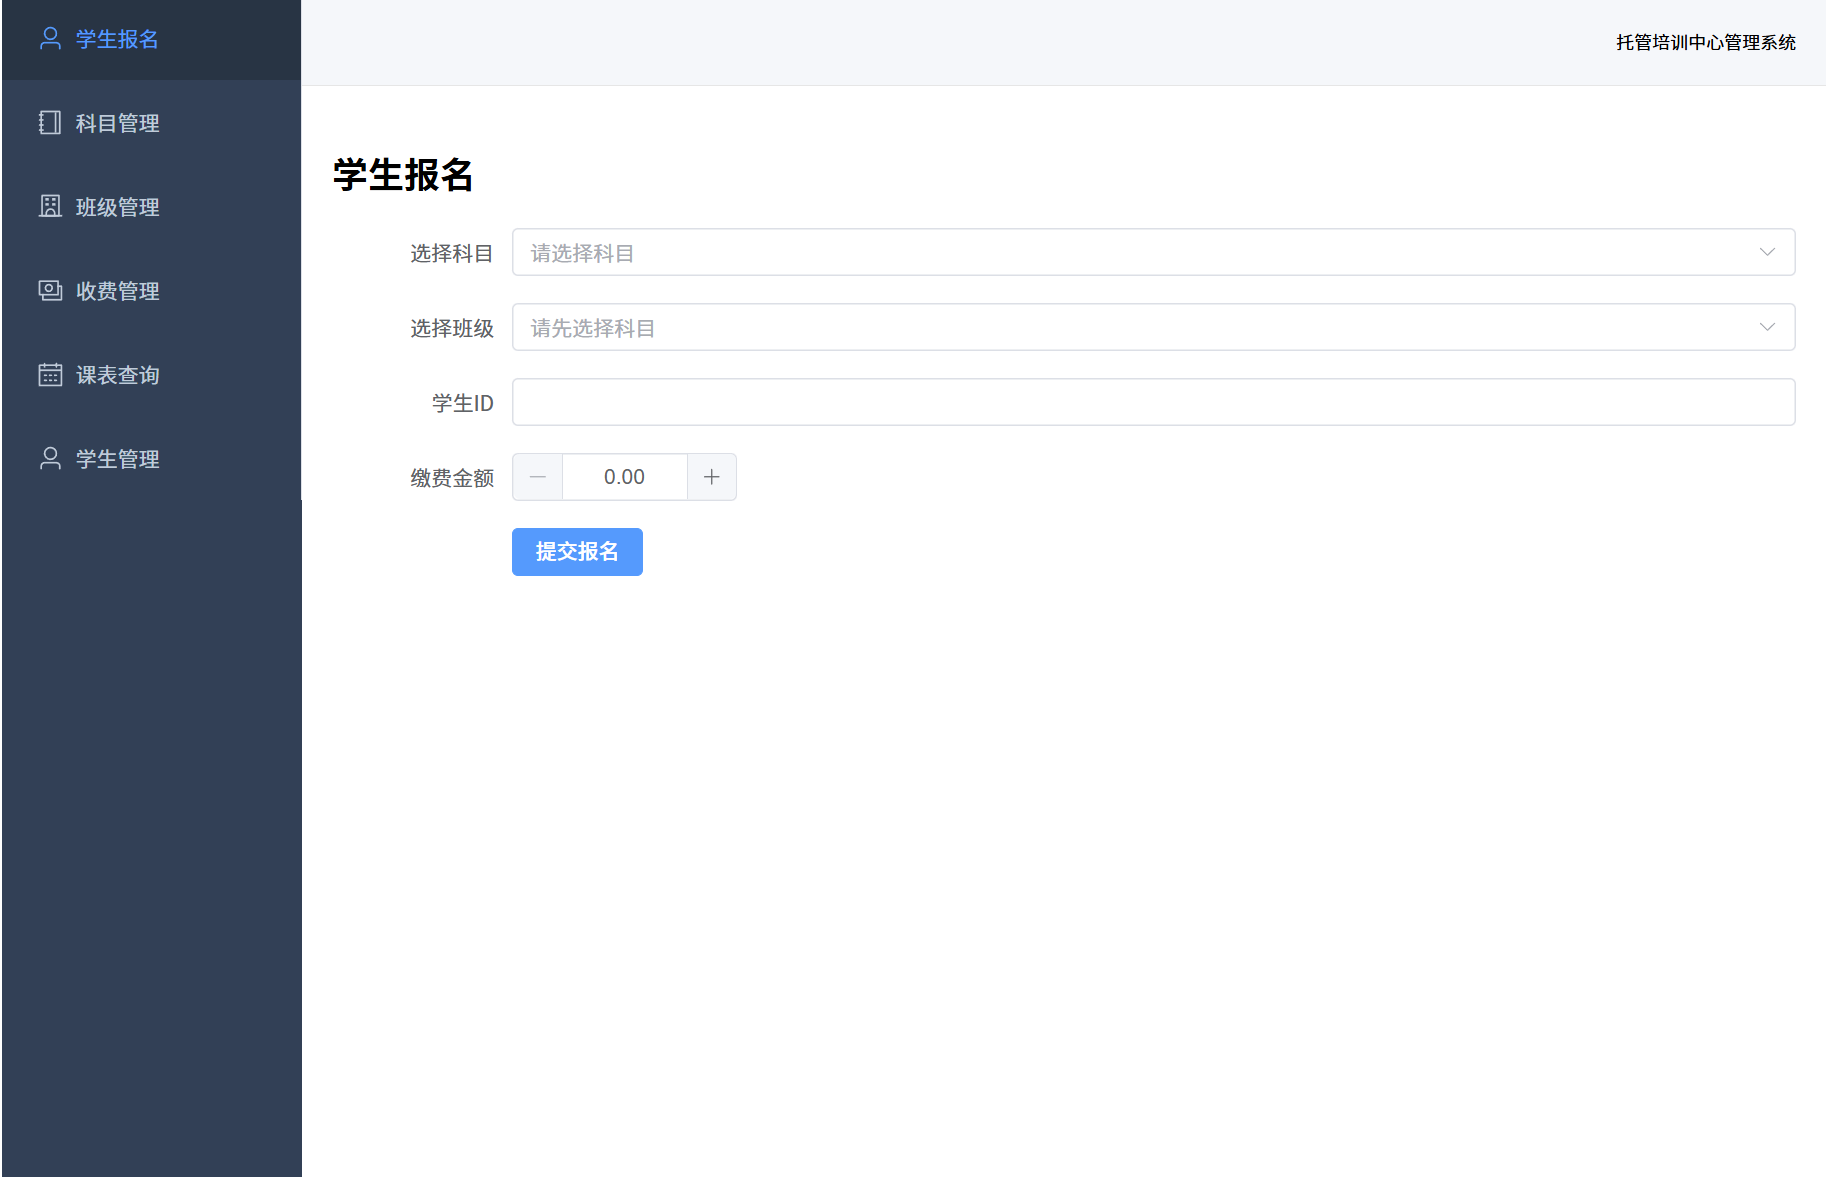 学生报名
科目管理
班级管理
收费管理
课表查询
学生管理
托管培训中心管理系统
学生报名
选择科目 请选择科目
选择班级 请先选择科目
学生ID
缴费金额 0.00
提交报名